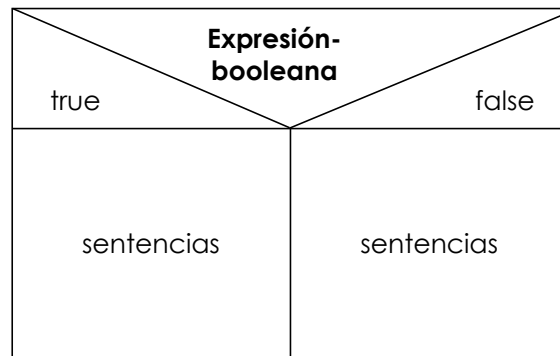 Expresión-
booleana
true
false
sentencias
sentencias